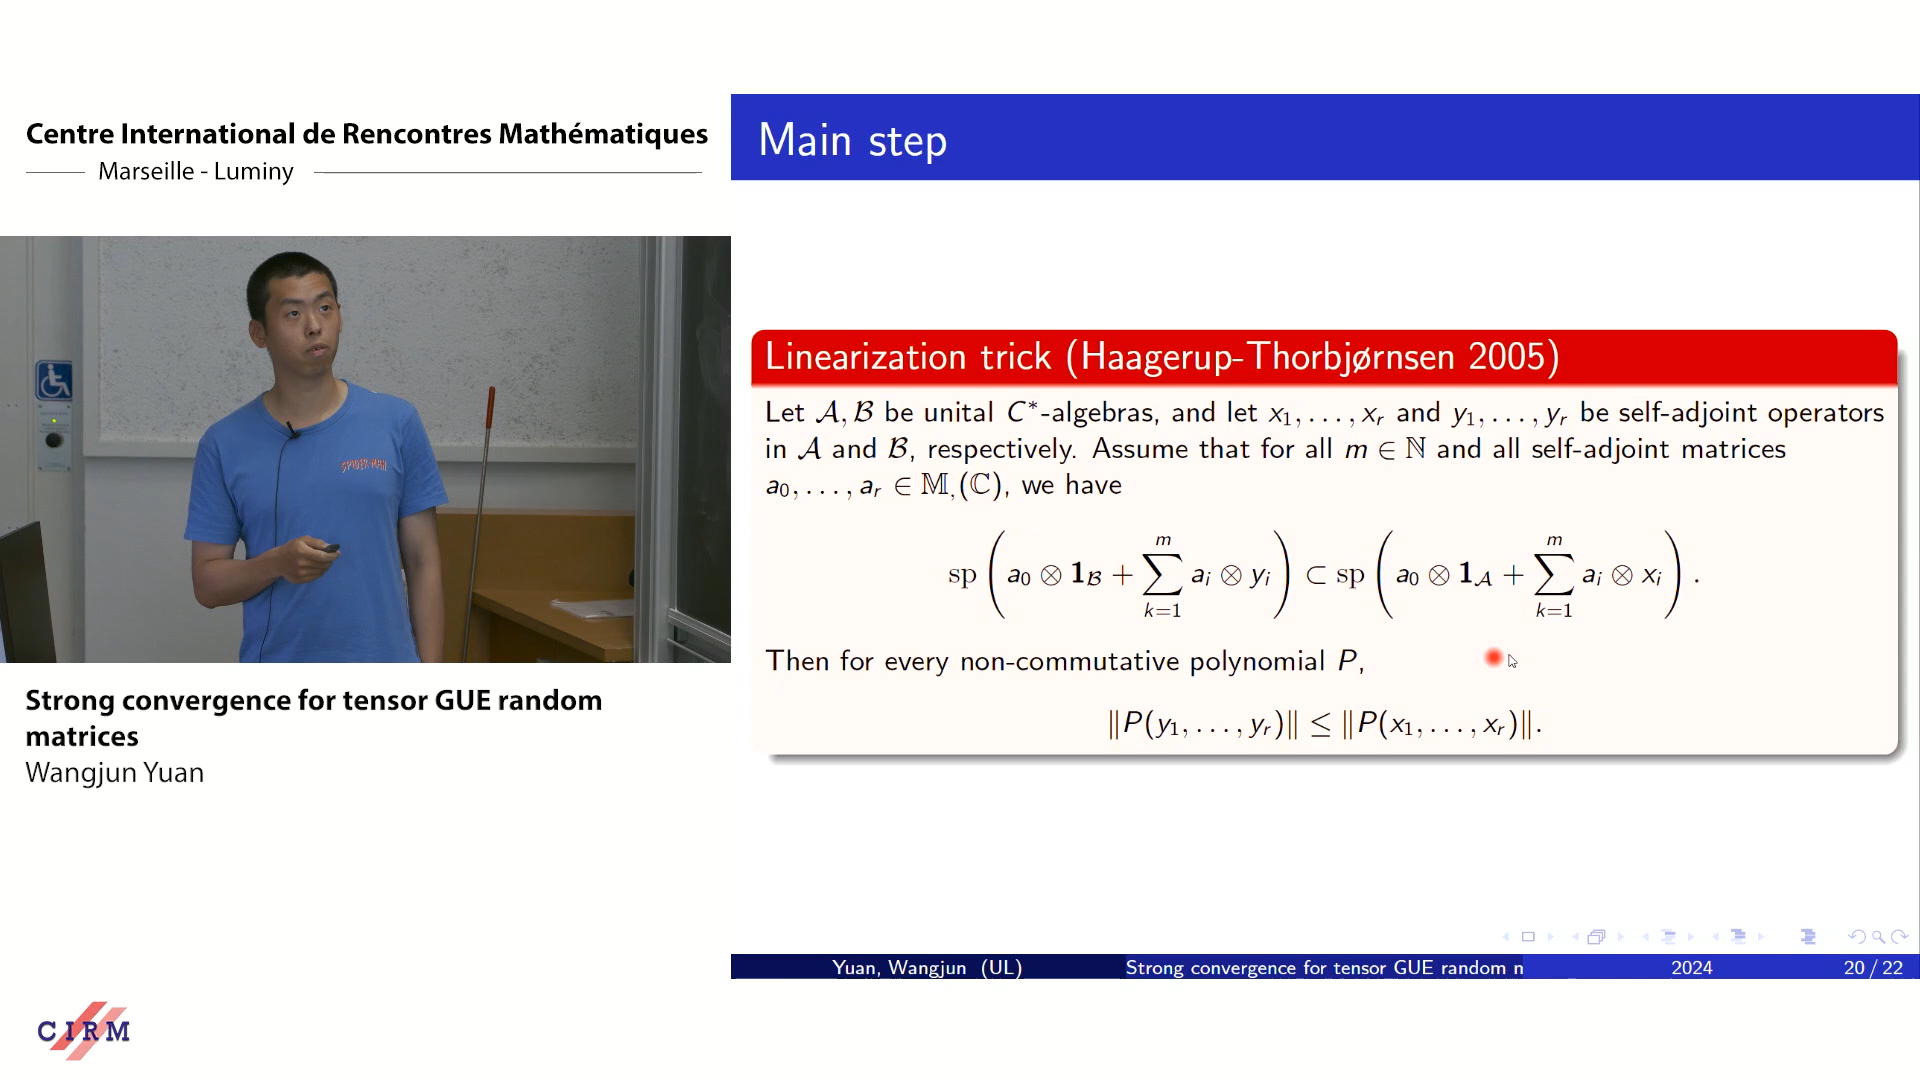 Centre International de Rencontres Mathématiques
Marseille - Luminy
SPIDER-MAN
Strong convergence for tensor GUE random
matrices
Wangjun Yuan
CIRM
Main step
Linearization trick (Haagerup-Thorbjørnsen 2005)
Let 𝒜, ℬ be unital C*-algebras, and let x₁, . . . , xᵣ and y₁, . . . , yᵣ be self-adjoint operators
in 𝒜 and ℬ, respectively. Assume that for all m ∈ ℕ and all self-adjoint matrices
a₀, . . . , aᵣ ∈ 𝕄,(ℂ), we have
sp ( a₀ ⊗ 1_ℬ + ∑_{k=1}^{m} aᵢ ⊗ yᵢ ) ⊂ sp ( a₀ ⊗ 1_𝒜 + ∑_{k=1}^{m} aᵢ ⊗ xᵢ ) .
Then for every non-commutative polynomial P,
‖P(y₁, . . . , yᵣ)‖ ≤ ‖P(x₁, . . . , xᵣ)‖.
Yuan, Wangjun (UL) Strong convergence for tensor GUE random m 2024 20 / 22